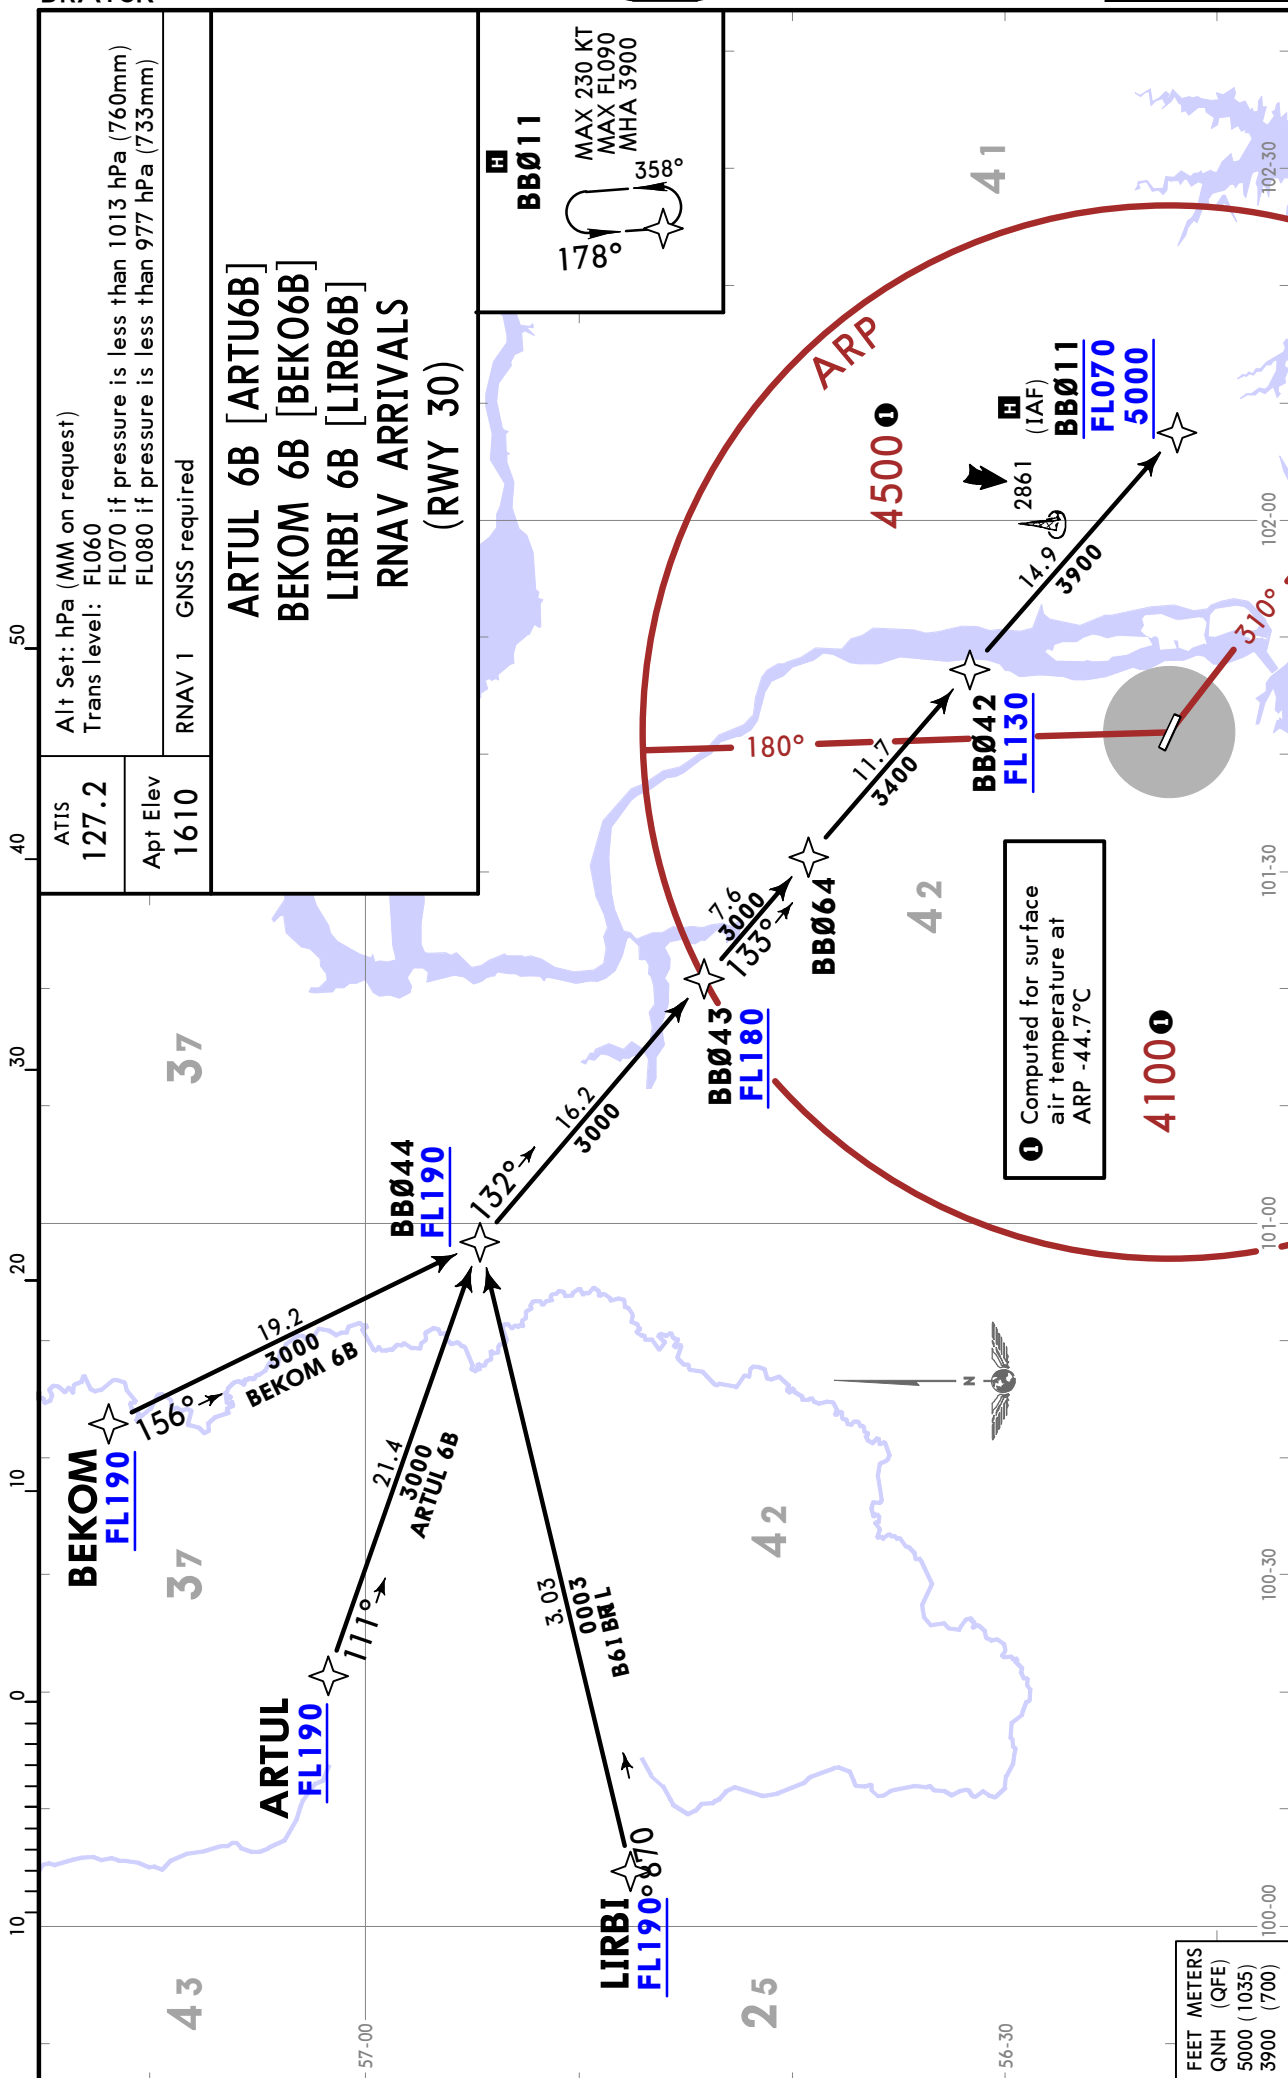 ATIS
127.2
Apt Elev
1610
Alt Set: hPa (MM on request)
Trans level: FL060
FL070 if pressure is less than 1013 hPa (760mm)
FL080 if pressure is less than 977 hPa (733mm)
RNAV 1 GNSS required
ARTUL 6B [ARTU6B]
BEKOM 6B [BEKO6B]
LIRBI 6B [LIRB6B]
RNAV ARRIVALS
(RWY 30)
H
BBØ11
MAX 230 KT
MAX FL090
MHA 3900
358°
178°
10
0
10
20
30
40
50
43
37
37
BEKOM
FL190
156°
19.2
3000
BEKOM 6B
ARTUL
FL190
111°
21.4
3000
ARTUL 6B
LIRBI
FL190
°870
3.03
0003
BBØ44
FL190
132°
16.2
3000
BBØ43
FL180
133°
7.6
3000
BBØ64
11.7
3400
BBØ42
FL130
14.9
3900
2861
H
(IAF)
BBØ11
FL070
5000
ARP
4500 1
180°
310°
41
42
42
25
N
1 Computed for surface
air temperature at
ARP -44.7°C
4100 1
57-00
56-30
100-00
100-30
101-00
101-30
102-00
102-30
FEET METERS
QNH (QFE)
5000 (1035)
3900 (700)